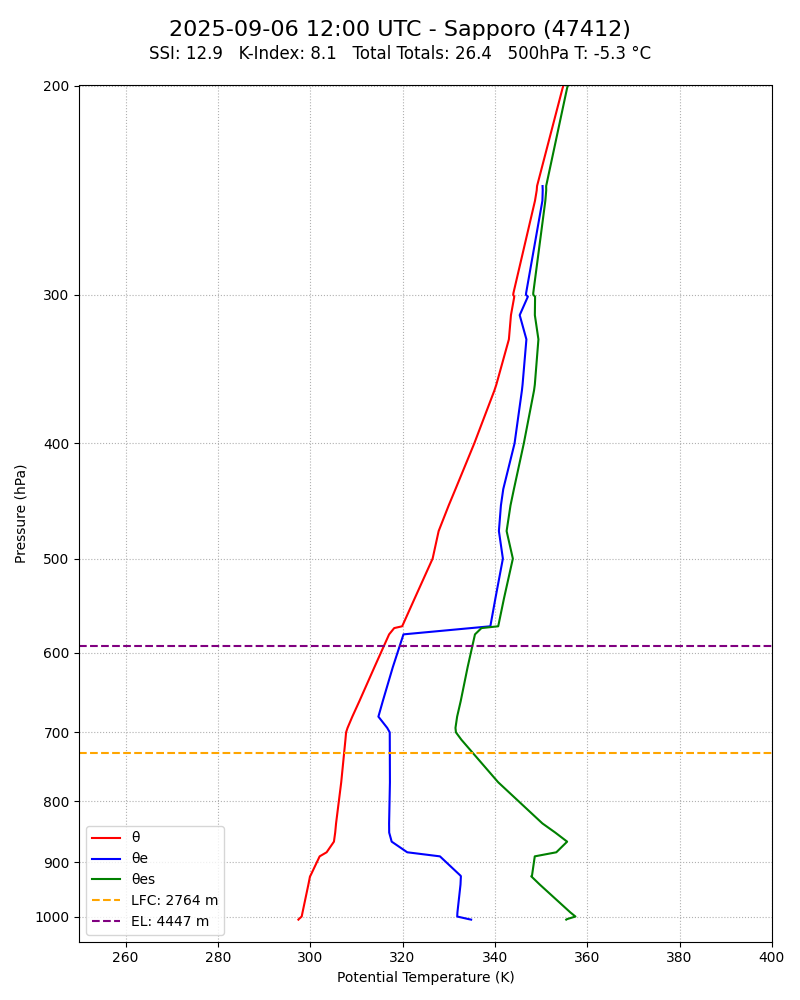 2025-09-06 12:00 UTC - Sapporo (47412)
SSI: 12.9   K-Index: 8.1   Total Totals: 26.4   500hPa T: -5.3 °C
Pressure (hPa)
200
300
400
500
600
700
800
900
1000
θ
θe
θes
LFC: 2764 m
EL: 4447 m
260 280 300 320 340 360 380 400
Potential Temperature (K)